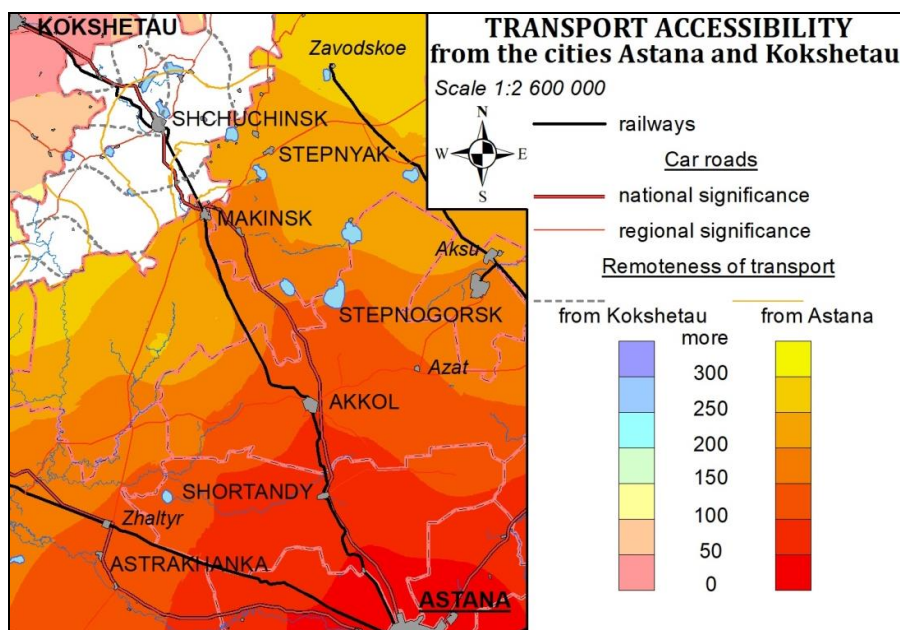 TRANSPORT ACCESSIBILITY
from the cities Astana and Kokshetau
Scale 1:2 600 000
N
W E
S
railways
Car roads
national significance
regional significance
Remoteness of transport
from Kokshetau from Astana
more
300
250
200
150
100
50
0
KOKSHETAU
Zavodskoe
SHCHUCHINSK
STEPNYAK
MAKINSK
Aksu
STEPNOGORSK
Azat
AKKOL
SHORTANDY
Zhaltyr
ASTRAKHANKA
ASTANA